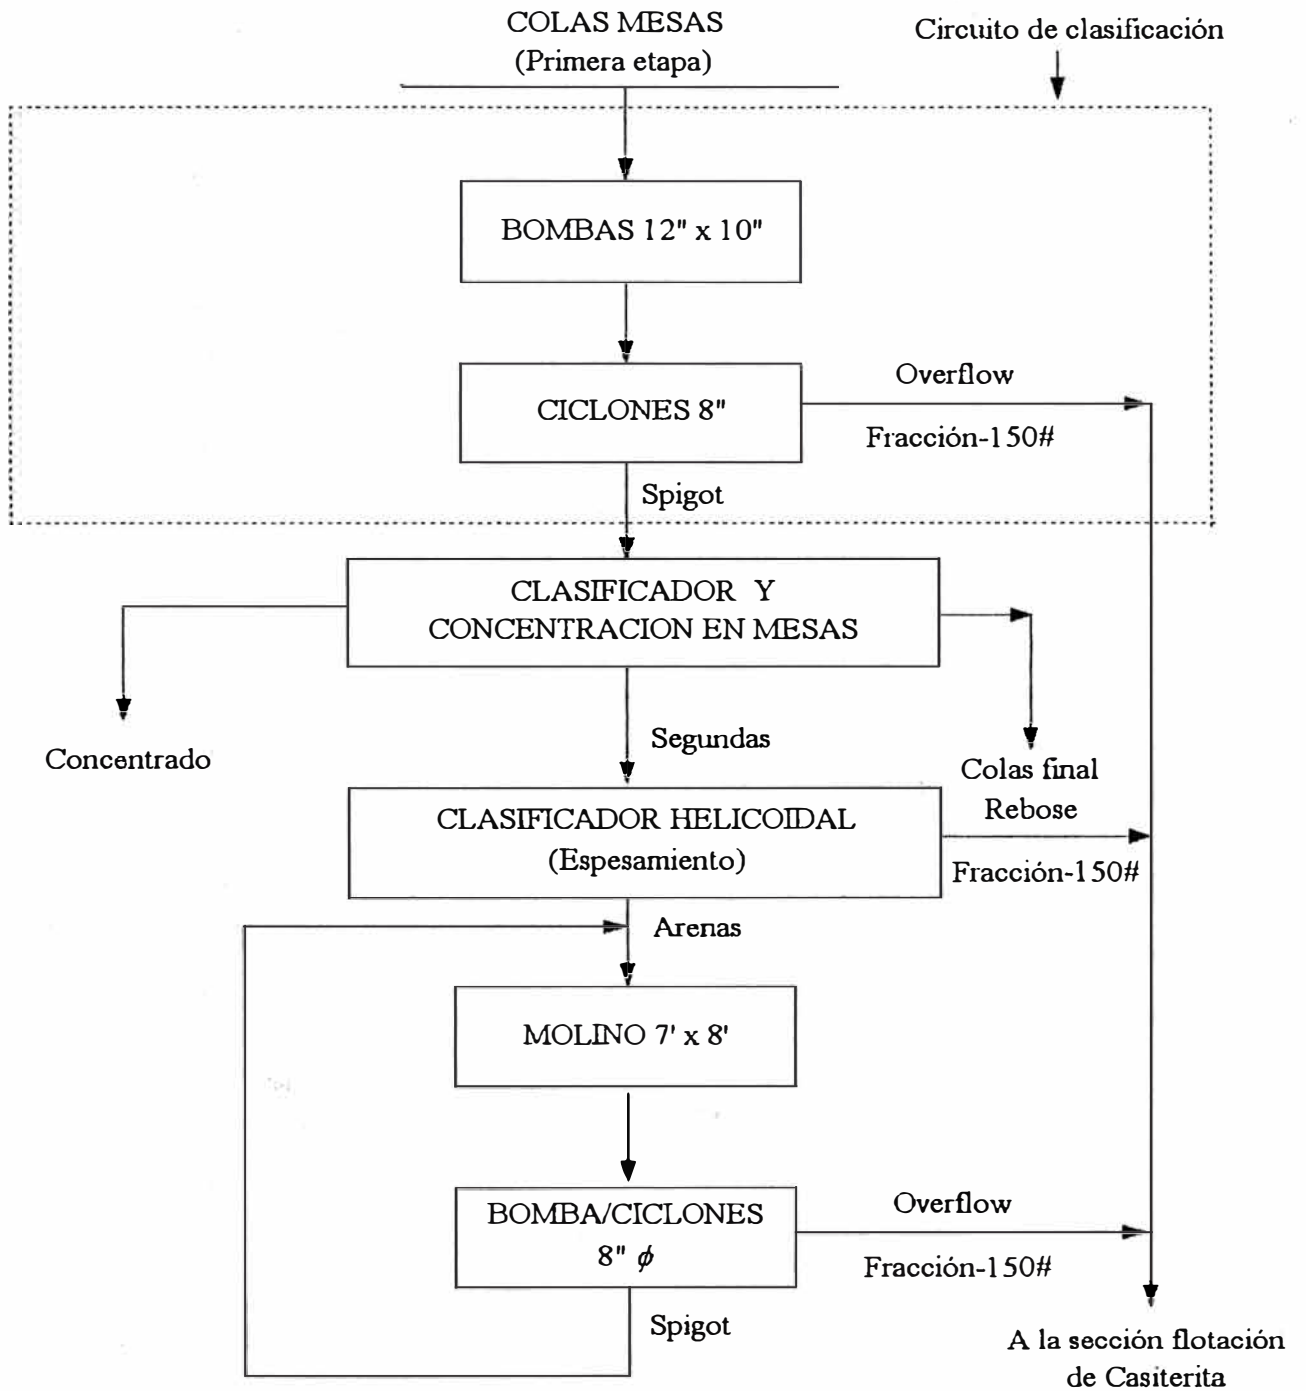 COLAS MESAS
(Primera etapa)
Circuito de clasificación
BOMBAS 12" x 10"
CICLONES 8"
Overflow
Fracción-150#
Spigot
CLASIFICADOR Y
CONCENTRACION EN MESAS
Concentrado
Segundas
Colas final
Rebose
CLASIFICADOR HELICOIDAL
(Espesamiento)
Fracción-150#
Arenas
MOLINO 7' x 8'
BOMBA/CICLONES
8" ϕ
Overflow
Fracción-150#
Spigot
A la sección flotación
de Casiterita